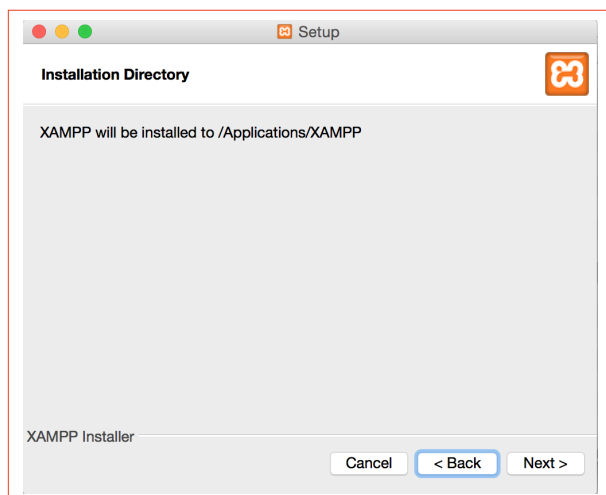 Setup
Installation Directory
XAMPP will be installed to /Applications/XAMPP
XAMPP Installer
Cancel
< Back
Next >